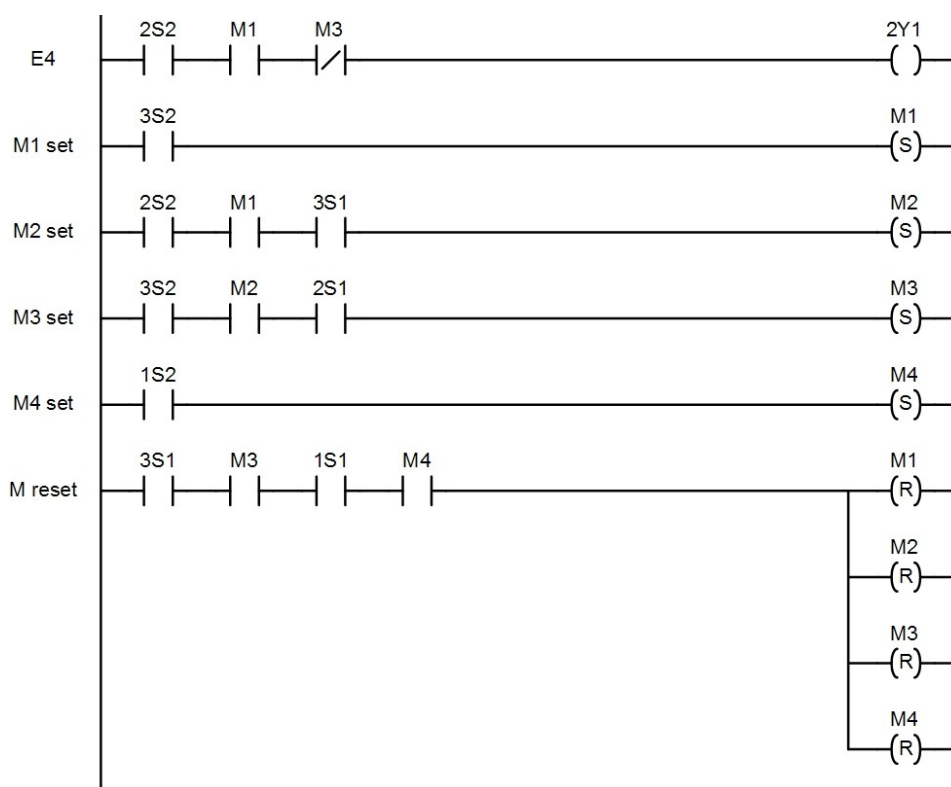 2S2 M1 M3 2Y1
E4
3S2 M1
M1 set S
2S2 M1 3S1 M2
M2 set S
3S2 M2 2S1 M3
M3 set S
1S2 M4
M4 set S
3S1 M3 1S1 M4 M1
M reset R
M2
R
M3
R
M4
R